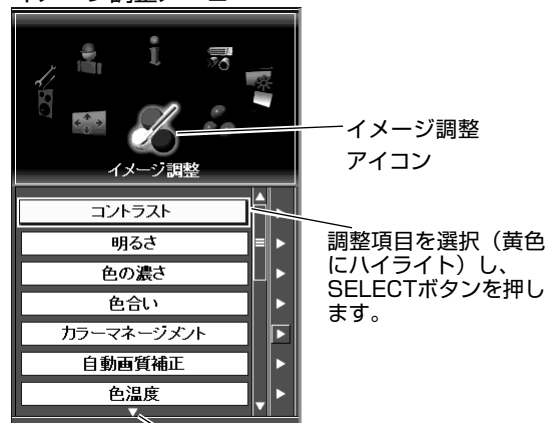 イメージ調整
イメージ調整
アイコン
コントラスト
明るさ
色の濃さ
色合い
カラーマネージメント
自動画質補正
色温度
調整項目を選択（黄色
にハイライト）し、
SELECTボタンを押し
ます。